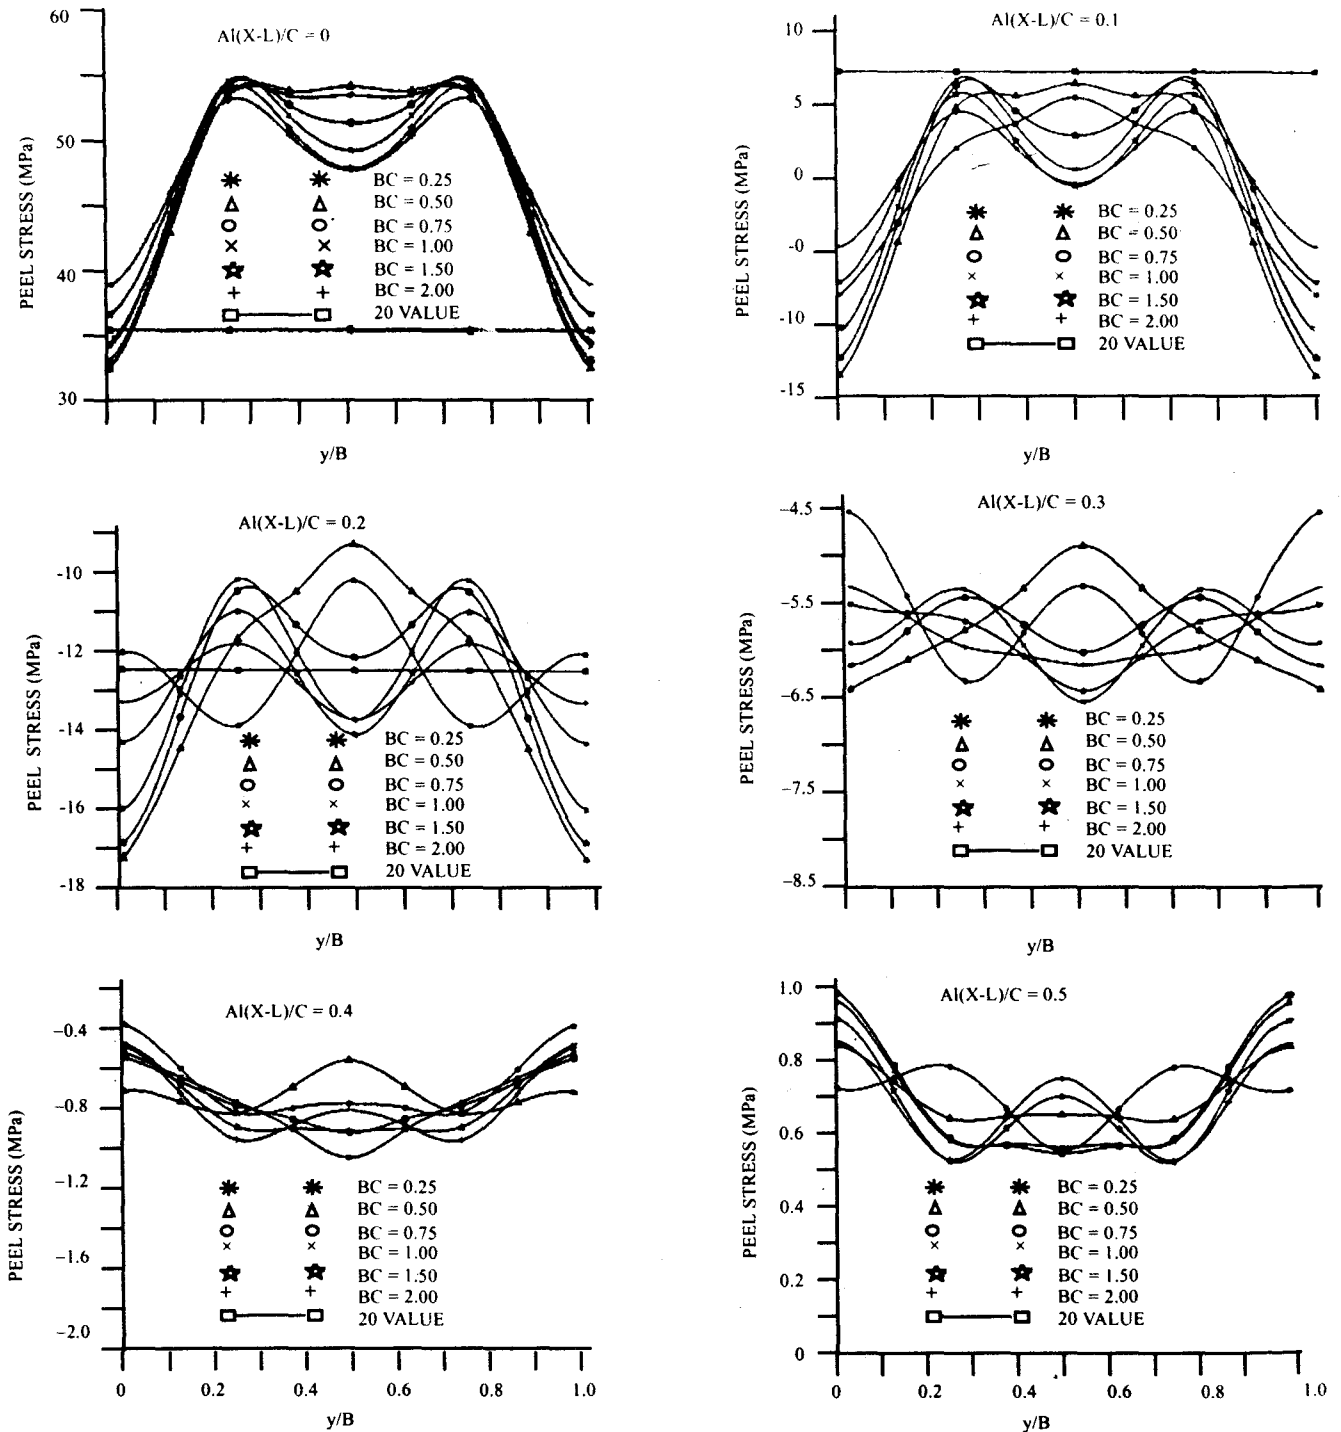 Al(X-L)/C = 0
60
50
40
30
PEEL STRESS (MPa)
BC = 0.25
BC = 0.50
BC = 0.75
BC = 1.00
BC = 1.50
BC = 2.00
20 VALUE
y/B
Al(X-L)/C = 0.1
10
5
0
-0
-10
-15
PEEL STRESS (MPa)
BC = 0.25
BC = 0.50
BC = 0.75
BC = 1.00
BC = 1.50
BC = 2.00
20 VALUE
y/B
Al(X-L)/C = 0.2
-10
-12
-14
-16
-18
PEEL STRESS (MPa)
BC = 0.25
BC = 0.50
BC = 0.75
BC = 1.00
BC = 1.50
BC = 2.00
20 VALUE
y/B
Al(X-L)/C = 0.3
-4.5
-5.5
-6.5
-7.5
-8.5
PEEL STRESS (MPa)
BC = 0.25
BC = 0.50
BC = 0.75
BC = 1.00
BC = 1.50
BC = 2.00
20 VALUE
y/B
Al(X-L)/C = 0.4
-0.4
-0.8
-1.2
-1.6
-2.0
PEEL STRESS (MPa)
BC = 0.25
BC = 0.50
BC = 0.75
BC = 1.00
BC = 1.50
BC = 2.00
20 VALUE
0 0.2 0.4 0.6 0.8 1.0
y/B
Al(X-L)/C = 0.5
1.0
0.8
0.6
0.4
0.2
0
PEEL STRESS (MPa)
BC = 0.25
BC = 0.50
BC = 0.75
BC = 1.00
BC = 1.50
BC = 2.00
20 VALUE
0 0.2 0.4 0.6 0.8 1.0
y/B